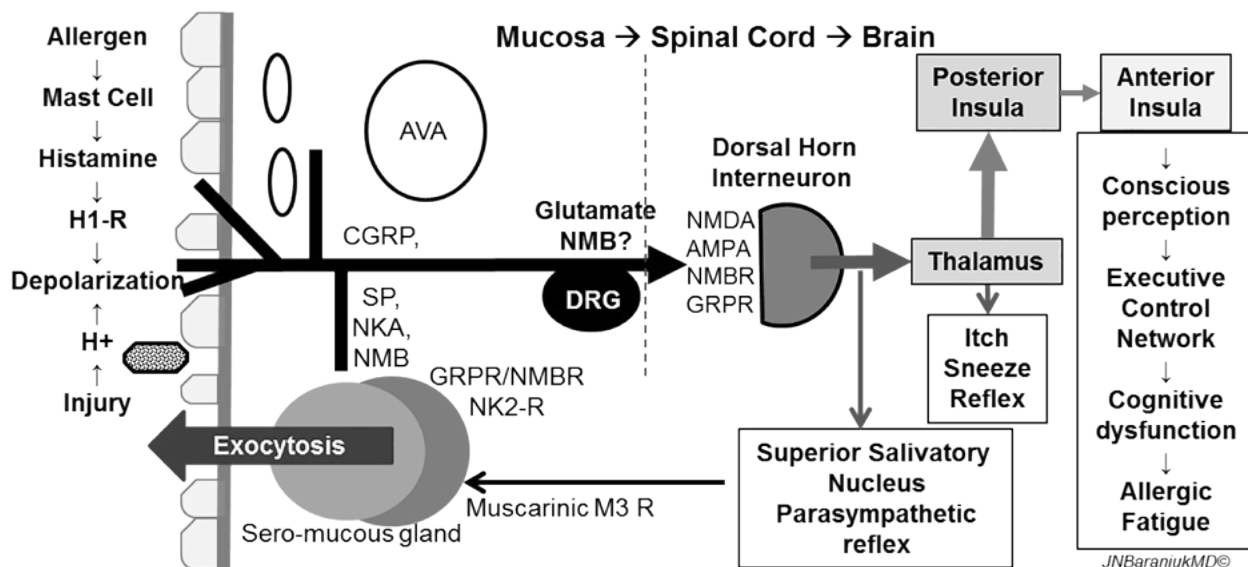 Mucosa → Spinal Cord → Brain
Allergen
↓
Mast Cell
↓
Histamine
↓
H1-R
↓
Depolarization
↑
H+
↑
Injury
AVA
CGRP,
SP,
NKA,
NMB
Glutamate
NMB?
DRG
GRPR/NMBR
NK2-R
Exocytosis
Sero-mucous gland
Muscarinic M3 R
Dorsal Horn
Interneuron
NMDA
AMPA
NMBR
GRPR
Thalamus
Itch
Sneeze
Reflex
Superior Salivatory
Nucleus
Parasympathetic
reflex
Posterior
Insula
Anterior
Insula
↓
Conscious
perception
↓
Executive
Control
Network
↓
Cognitive
dysfunction
↓
Allergic
Fatigue
JNBaraniukMD©